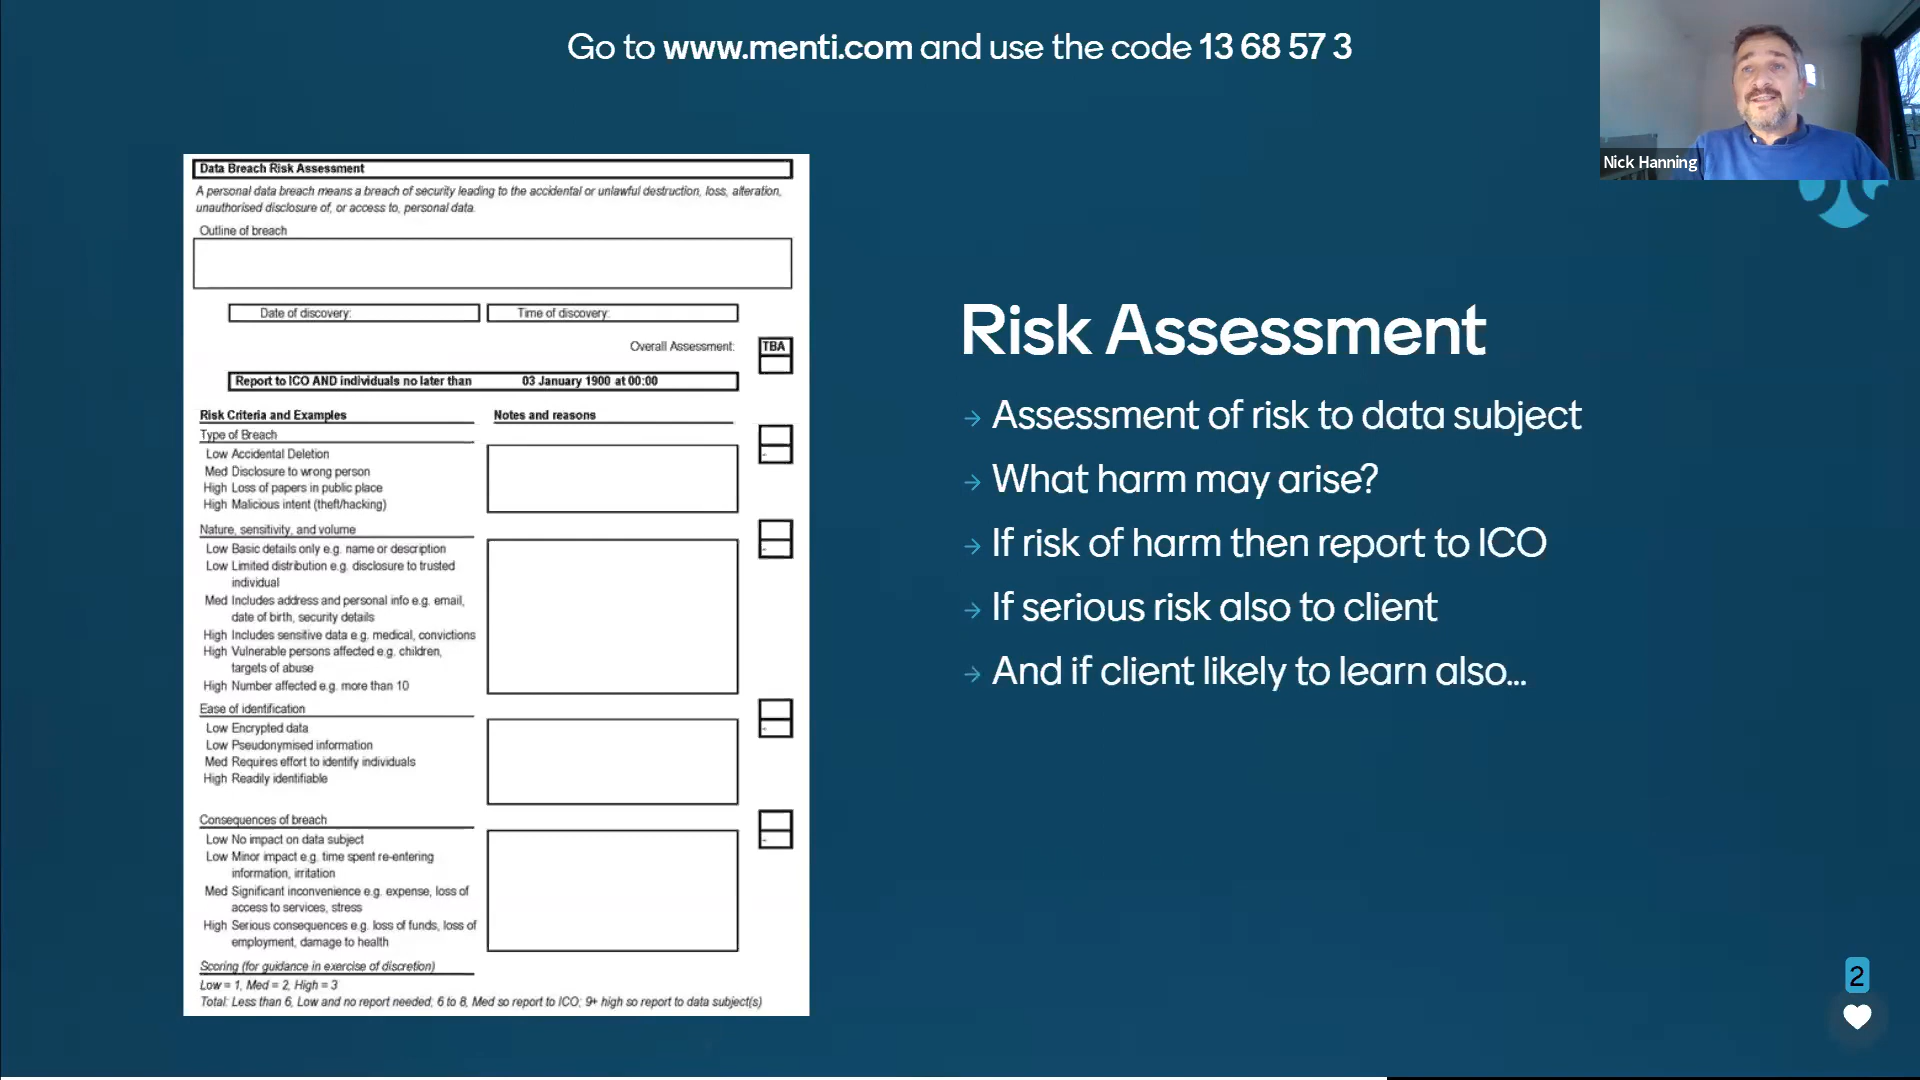 Go to www.menti.com and use the code 13 68 57 3
Nick Hanning
Data Breach Risk Assessment
A personal data breach means a breach of security leading to the accidental or unlawful destruction, loss, alteration,
unauthorised disclosure of, or access to, personal data.
Outline of breach
Date of discovery:
Time of discovery:
Overall Assessment:
TBA
Report to ICO AND individuals no later than 03 January 1900 at 00:00
Risk Criteria and Examples
Notes and reasons
Type of Breach
Low Accidental Deletion
Med Disclosure to wrong person
High Loss of papers in public place
High Malicious intent (theft/hacking)
-
Nature, sensitivity, and volume
Low Basic details only e.g. name or description
Low Limited distribution e.g. disclosure to trusted
individual
Med Includes address and personal info e.g. email,
date of birth, security details
High Includes sensitive data e.g. medical, convictions
High Vulnerable persons affected e.g. children,
targets of abuse
High Number affected e.g. more than 10
-
Ease of identification
Low Encrypted data
Low Pseudonymised information
Med Requires effort to identify individuals
High Readily identifiable
-
Consequences of breach
Low No impact on data subject
Low Minor impact e.g. time spent re-entering
information, irritation
Med Significant inconvenience e.g. expense, loss of
access to services, stress
High Serious consequences e.g. loss of funds, loss of
employment, damage to health
-
Scoring (for guidance in exercise of discretion)
Low = 1, Med = 2, High = 3
Total: Less than 6, Low and no report needed; 6 to 8, Med so report to ICO; 9+ high so report to data subject(s)
Risk Assessment
→ Assessment of risk to data subject
→ What harm may arise?
→ If risk of harm then report to ICO
→ If serious risk also to client
→ And if client likely to learn also...
2